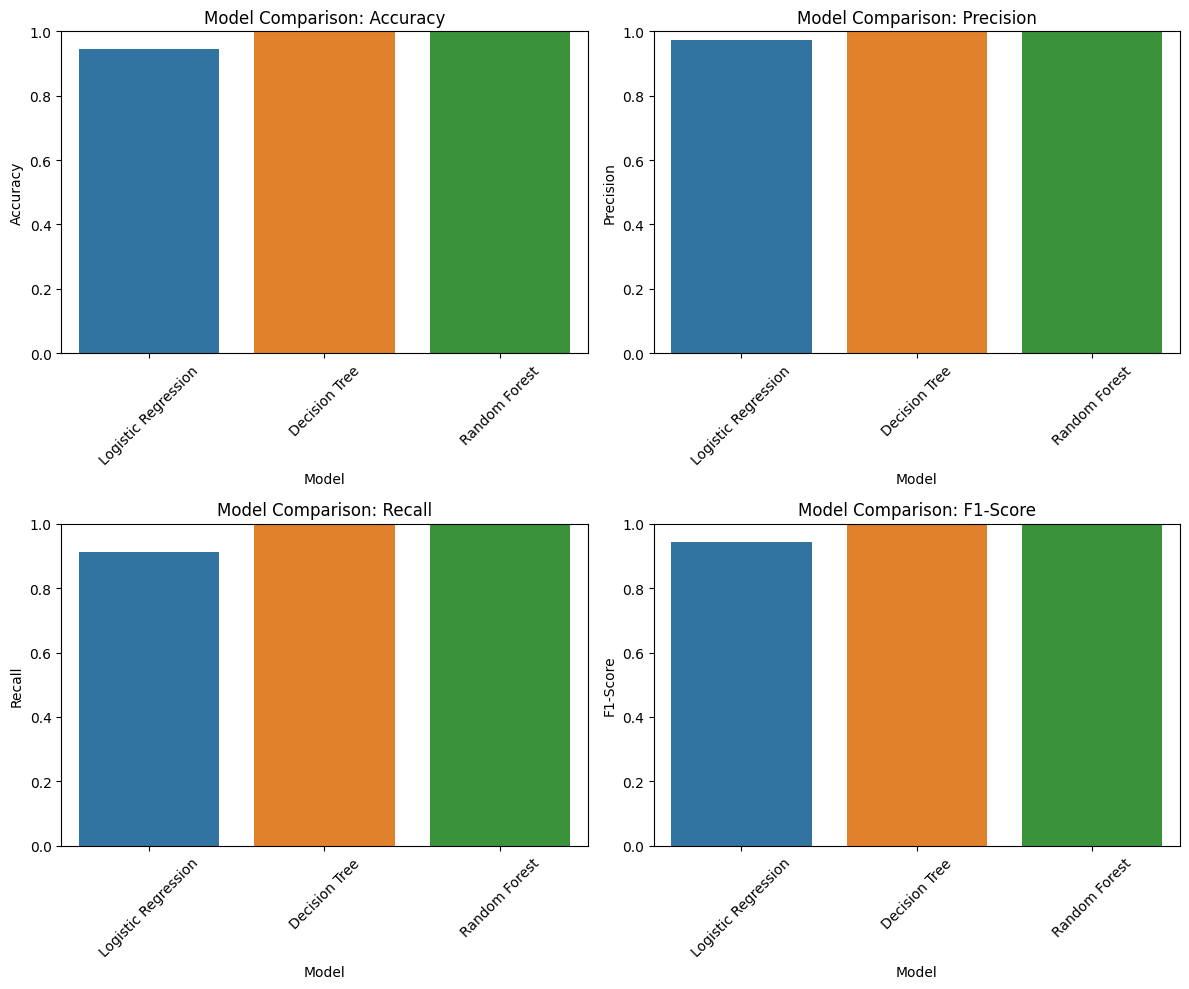 Model Comparison: Accuracy
1.0
0.8
0.6
0.4
0.2
0.0
Accuracy
Logistic Regression
Decision Tree
Random Forest
Model
Model Comparison: Precision
1.0
0.8
0.6
0.4
0.2
0.0
Precision
Logistic Regression
Decision Tree
Random Forest
Model
Model Comparison: Recall
1.0
0.8
0.6
0.4
0.2
0.0
Recall
Logistic Regression
Decision Tree
Random Forest
Model
Model Comparison: F1-Score
1.0
0.8
0.6
0.4
0.2
0.0
F1-Score
Logistic Regression
Decision Tree
Random Forest
Model